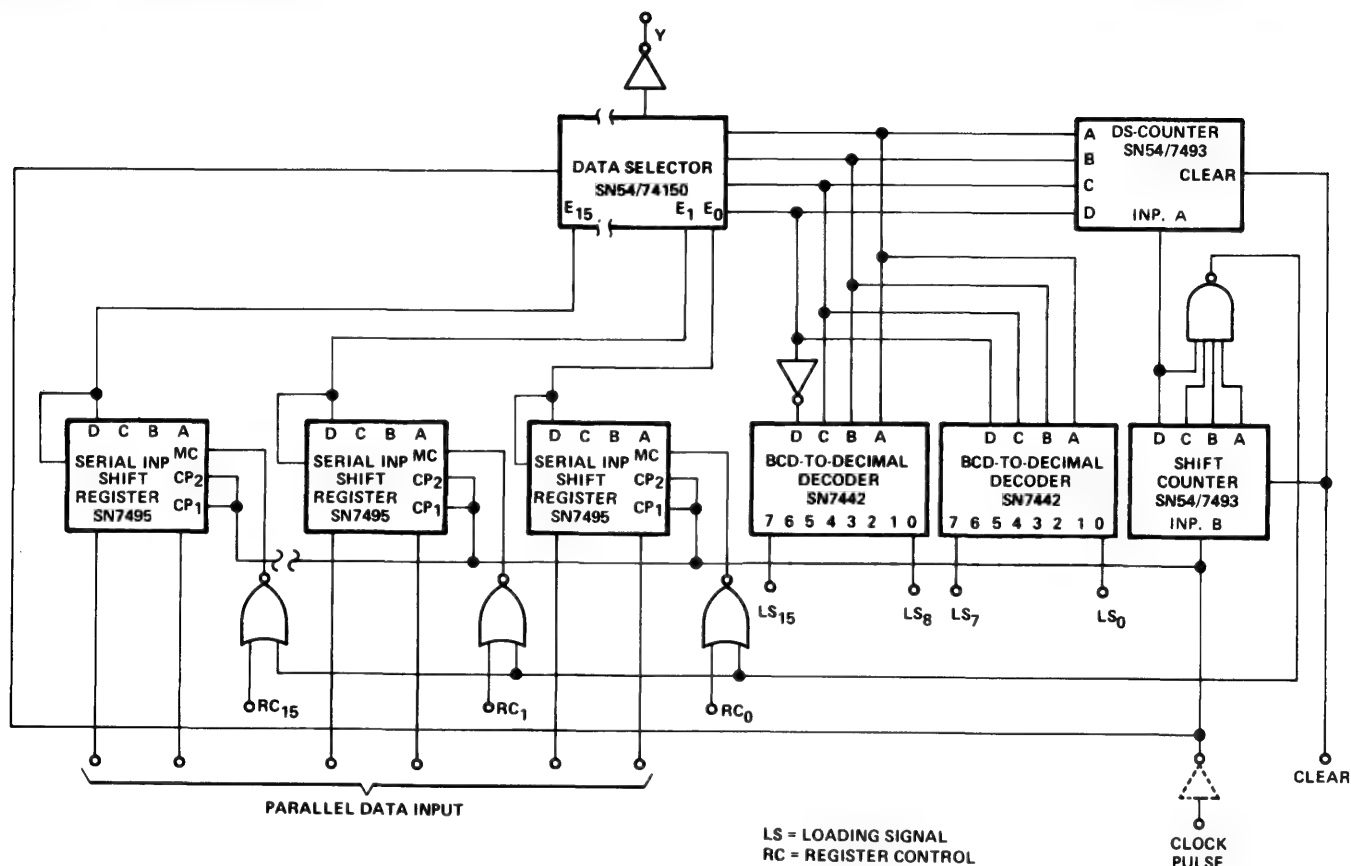 Y
DATA SELECTOR
SN54/74150
E15 E1 E0
A DS-COUNTER
SN54/7493
B
CLEAR
C
D INP. A
D C B A
MC
SERIAL INP
SHIFT CP2
REGISTER
SN7495 CP1
D C B A
MC
SERIAL INP
SHIFT CP2
REGISTER
SN7495 CP1
D C B A
MC
SERIAL INP
SHIFT CP2
REGISTER
SN7495 CP1
D C B A
BCD-TO-DECIMAL
DECODER
SN7442
7 6 5 4 3 2 1 0
D C B A
BCD-TO-DECIMAL
DECODER
SN7442
7 6 5 4 3 2 1 0
D C B A
SHIFT
COUNTER
SN54/7493
INP. B
LS15 LS8 LS7 LS0
RC15 RC1 RC0
PARALLEL DATA INPUT
CLEAR
LS = LOADING SIGNAL
RC = REGISTER CONTROL
CLOCK
PULSE